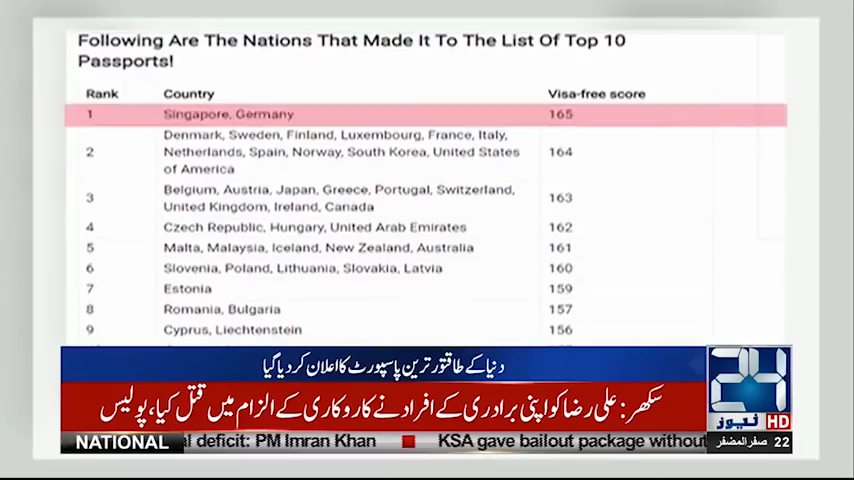 Following Are The Nations That Made It To The List Of Top 10
Passports!
Rank Country Visa-free score
1 Singapore, Germany 165
Denmark, Sweden, Finland, Luxembourg, France, Italy,
2 Netherlands, Spain, Norway, South Korea, United States 164
of America
3 Belgium, Austria, Japan, Greece, Portugal, Switzerland, 163
United Kingdom, Ireland, Canada
4 Czech Republic, Hungary, United Arab Emirates 162
5 Malta, Malaysia, Iceland, New Zealand, Australia 161
6 Slovenia, Poland, Lithuania, Slovakia, Latvia 160
7 Estonia 159
8 Romania, Bulgaria 157
9 Cyprus, Liechtenstein 156
دنیا کے طاقتور ترین پاسپورٹ کا اعلان کر دیا گیا
سکھر: علی رضا کو اپنی برادری کے افراد نے کاروکاری کے الزام میں قتل کیا، پولیس
24
نیوز HD
NATIONAL al deficit: PM Imran Khan KSA gave bailout package without
22 صفر المضفر